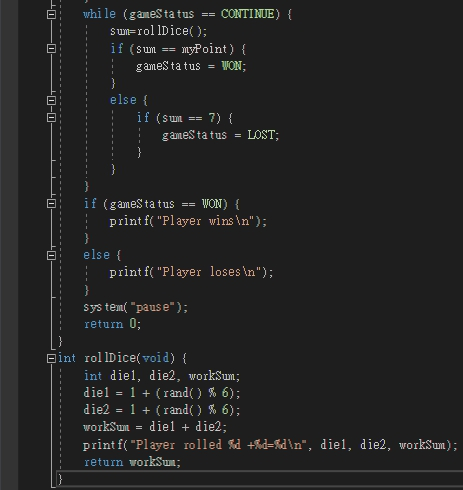 while (gameStatus == CONTINUE) {
sum=rollDice();
if (sum == myPoint) {
gameStatus = WON;
}
else {
if (sum == 7) {
gameStatus = LOST;
}
}
}
if (gameStatus == WON) {
printf("Player wins\n");
}
else {
printf("Player loses\n");
}
system("pause");
return 0;
}
int rollDice(void) {
int die1, die2, workSum;
die1 = 1 + (rand() % 6);
die2 = 1 + (rand() % 6);
workSum = die1 + die2;
printf("Player rolled %d +%d=%d\n", die1, die2, workSum);
return workSum;
}